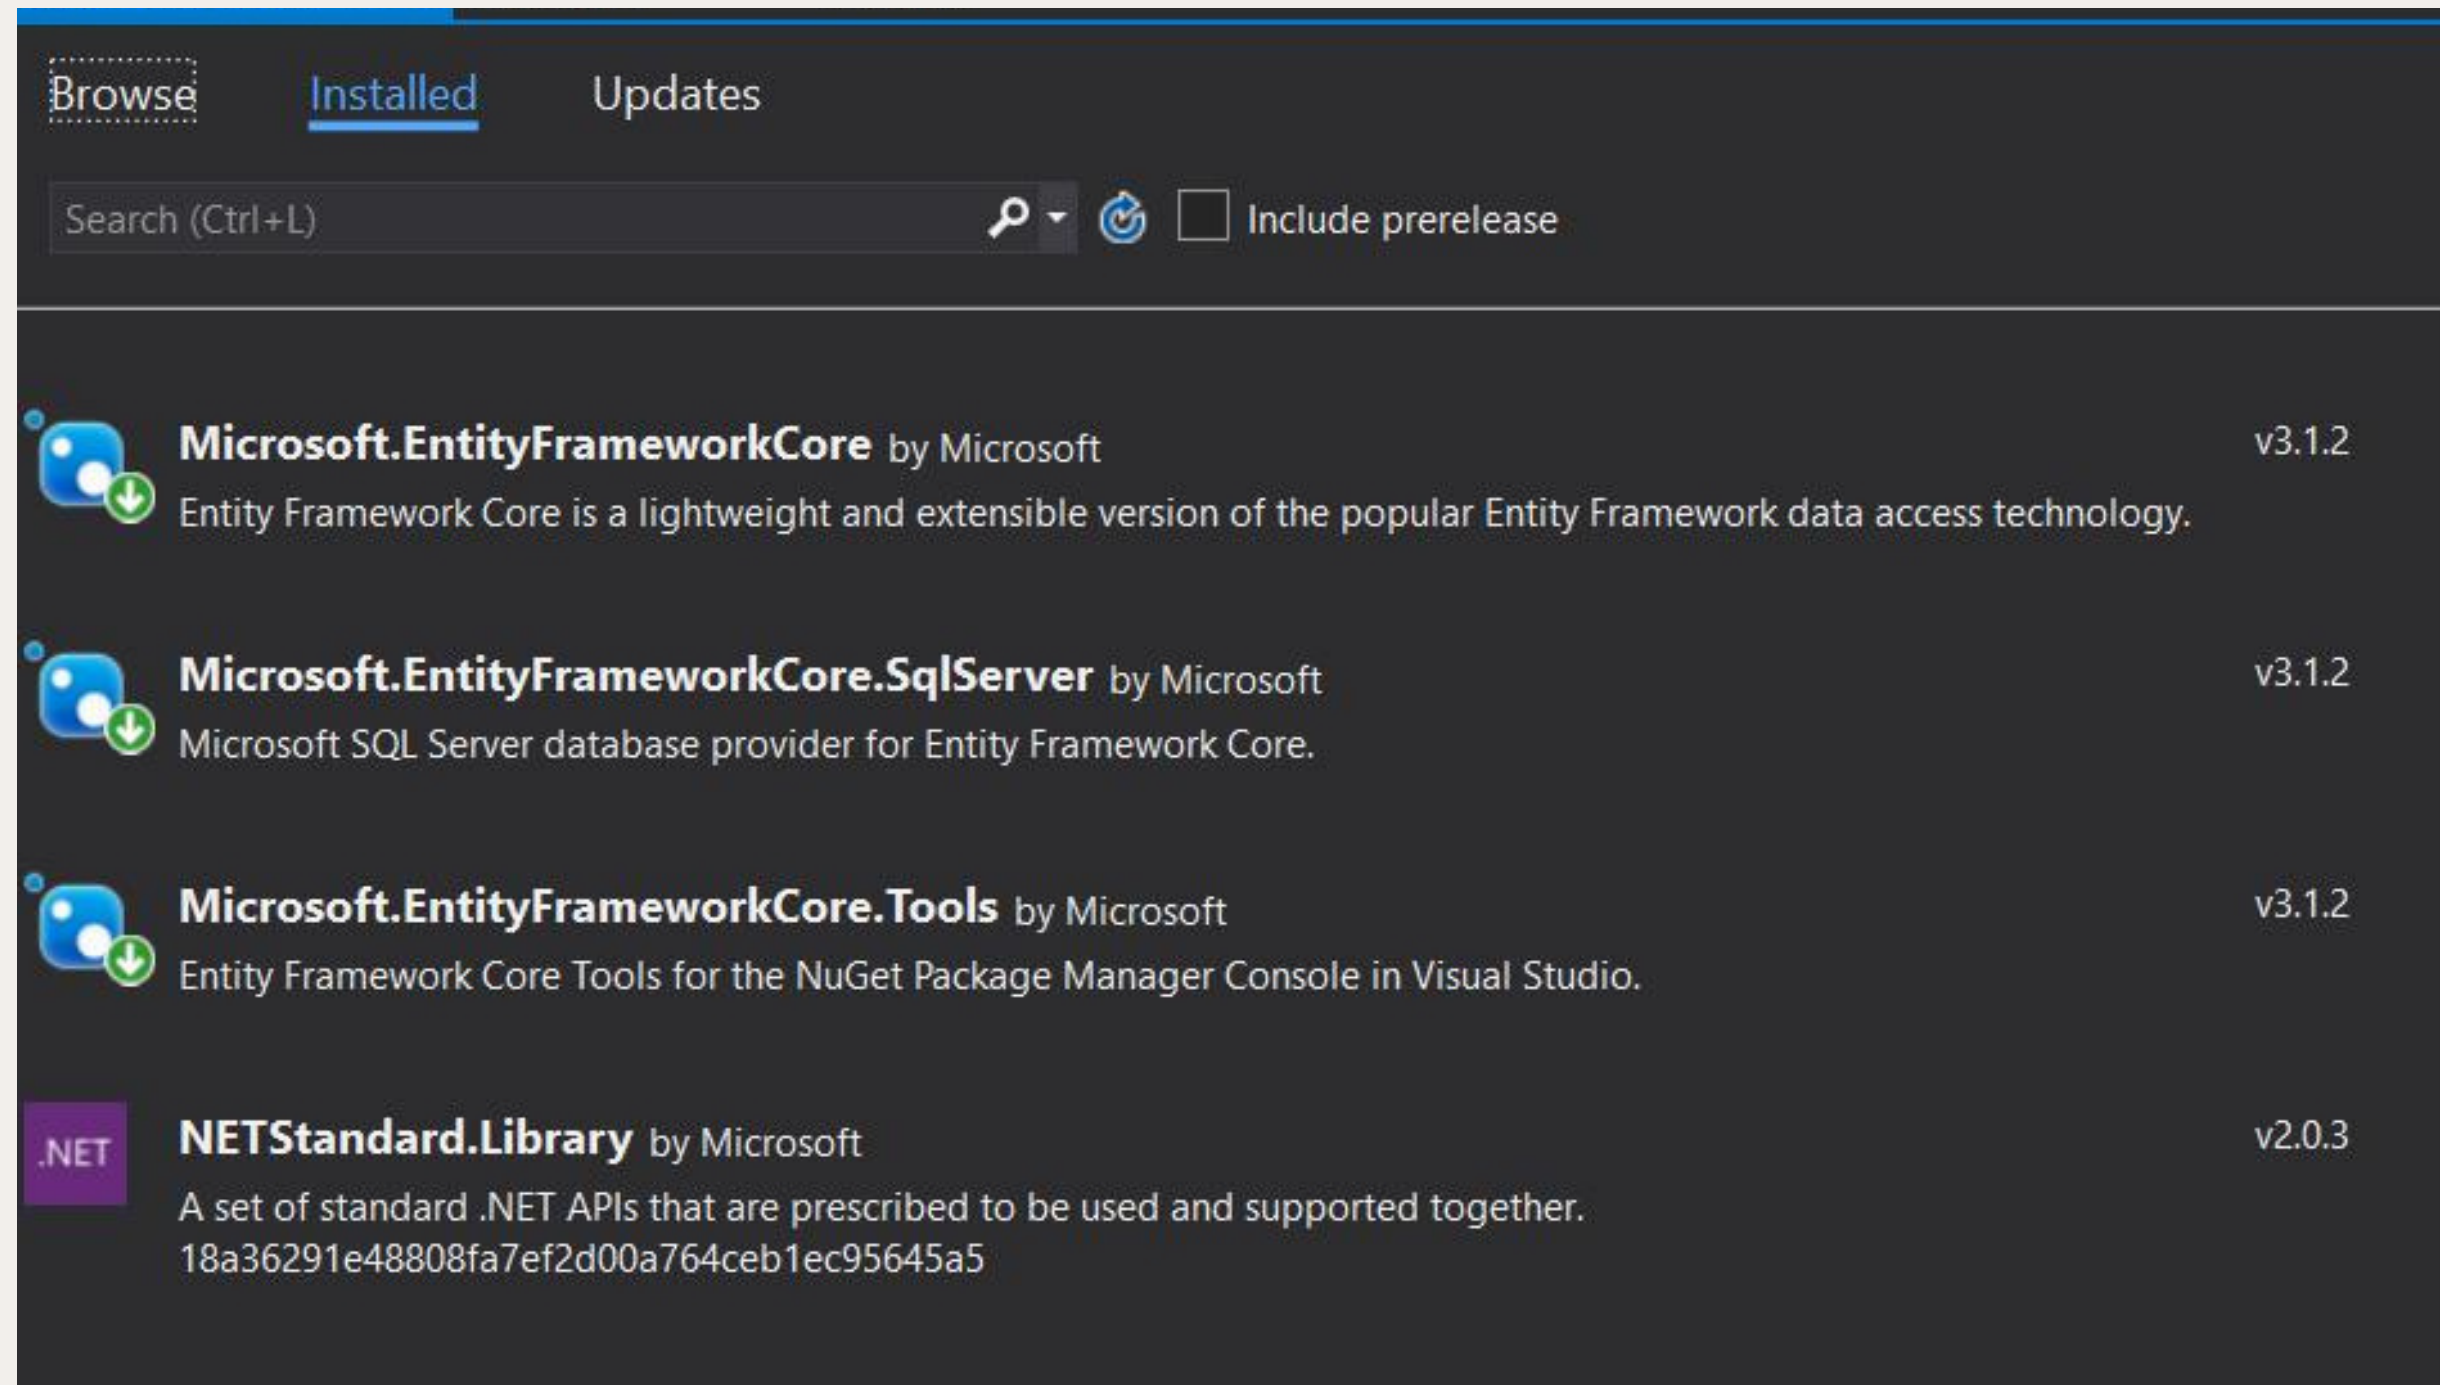 Browse Installed Updates
Search (Ctrl+L) Include prerelease
Microsoft.EntityFrameworkCore by Microsoft v3.1.2
Entity Framework Core is a lightweight and extensible version of the popular Entity Framework data access technology.
Microsoft.EntityFrameworkCore.SqlServer by Microsoft v3.1.2
Microsoft SQL Server database provider for Entity Framework Core.
Microsoft.EntityFrameworkCore.Tools by Microsoft v3.1.2
Entity Framework Core Tools for the NuGet Package Manager Console in Visual Studio.
.NET NETStandard.Library by Microsoft v2.0.3
A set of standard .NET APIs that are prescribed to be used and supported together.
18a36291e48808fa7ef2d00a764ceb1ec95645a5